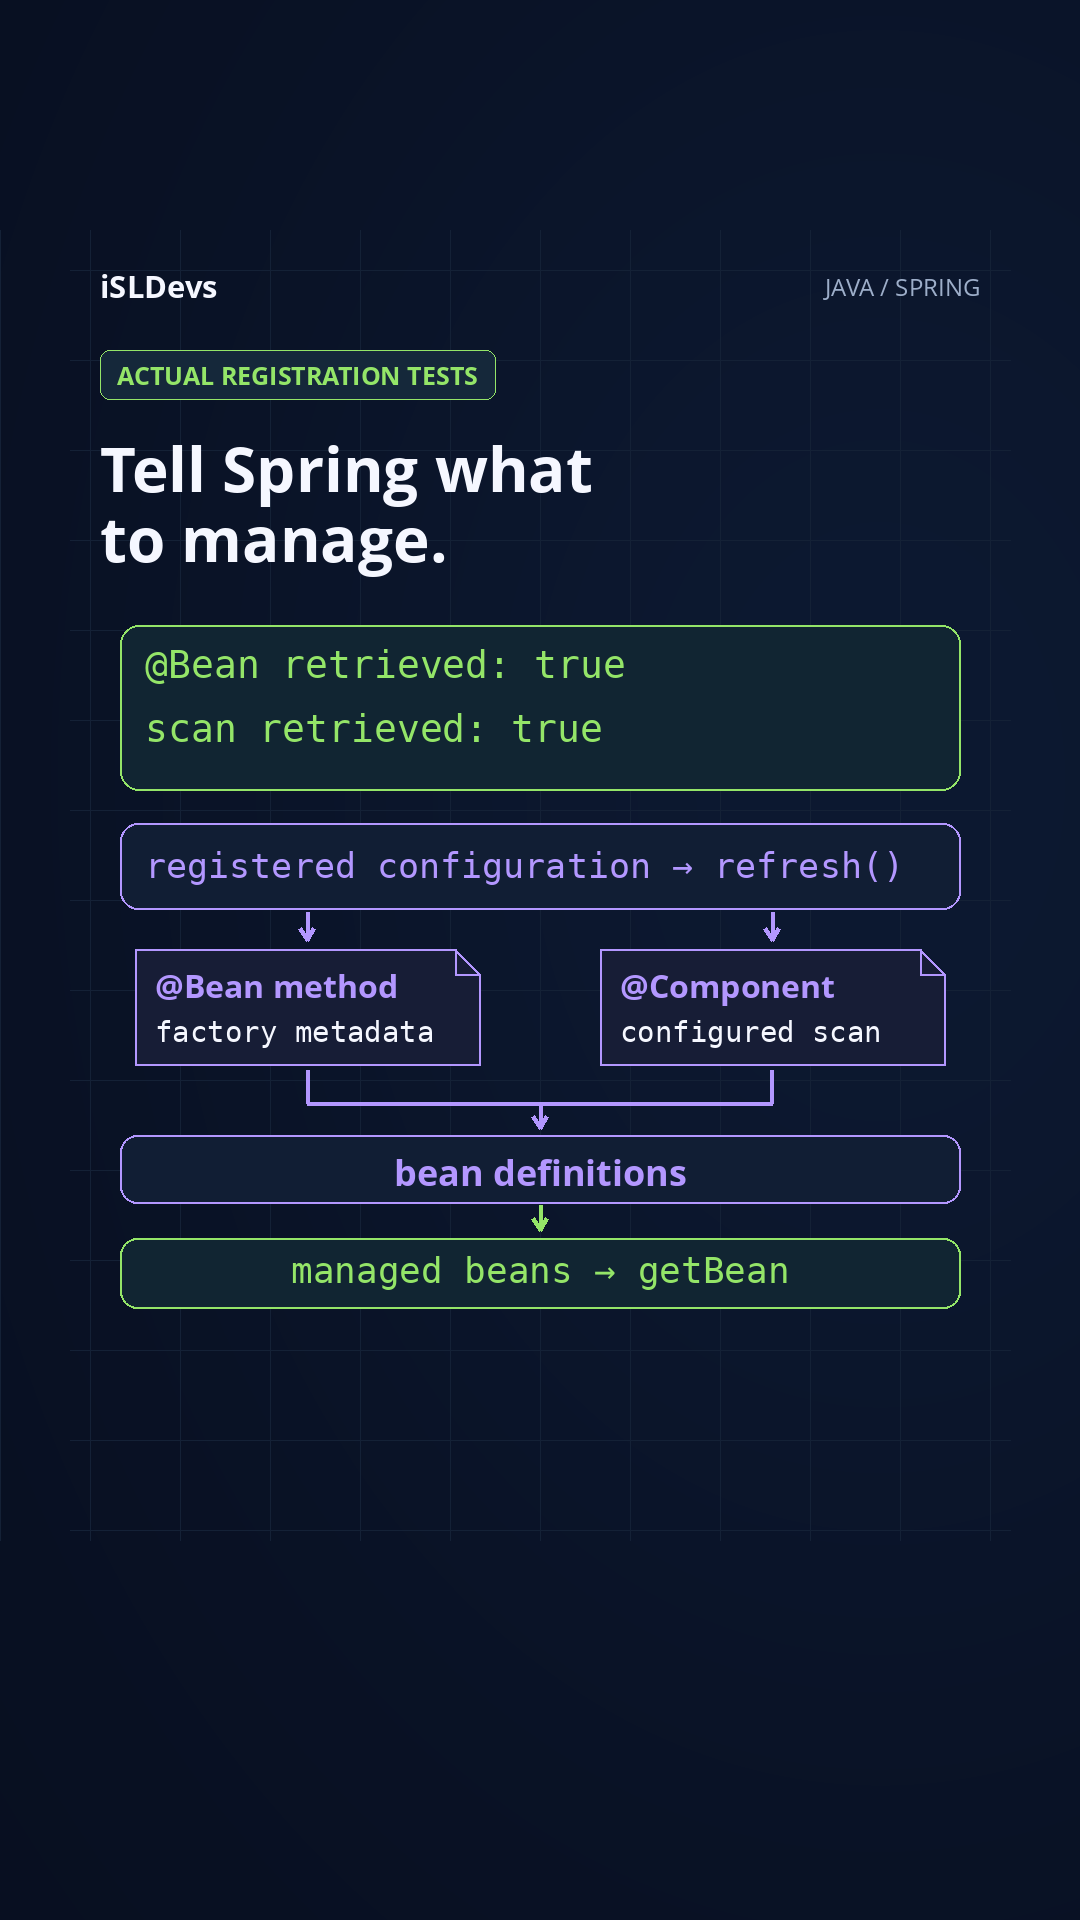 iSLDevs
JAVA / SPRING
ACTUAL REGISTRATION TESTS
Tell Spring what
to manage.
@Bean retrieved: true
scan retrieved: true
registered configuration → refresh()
@Bean method
factory metadata
@Component
configured scan
bean definitions
managed beans → getBean